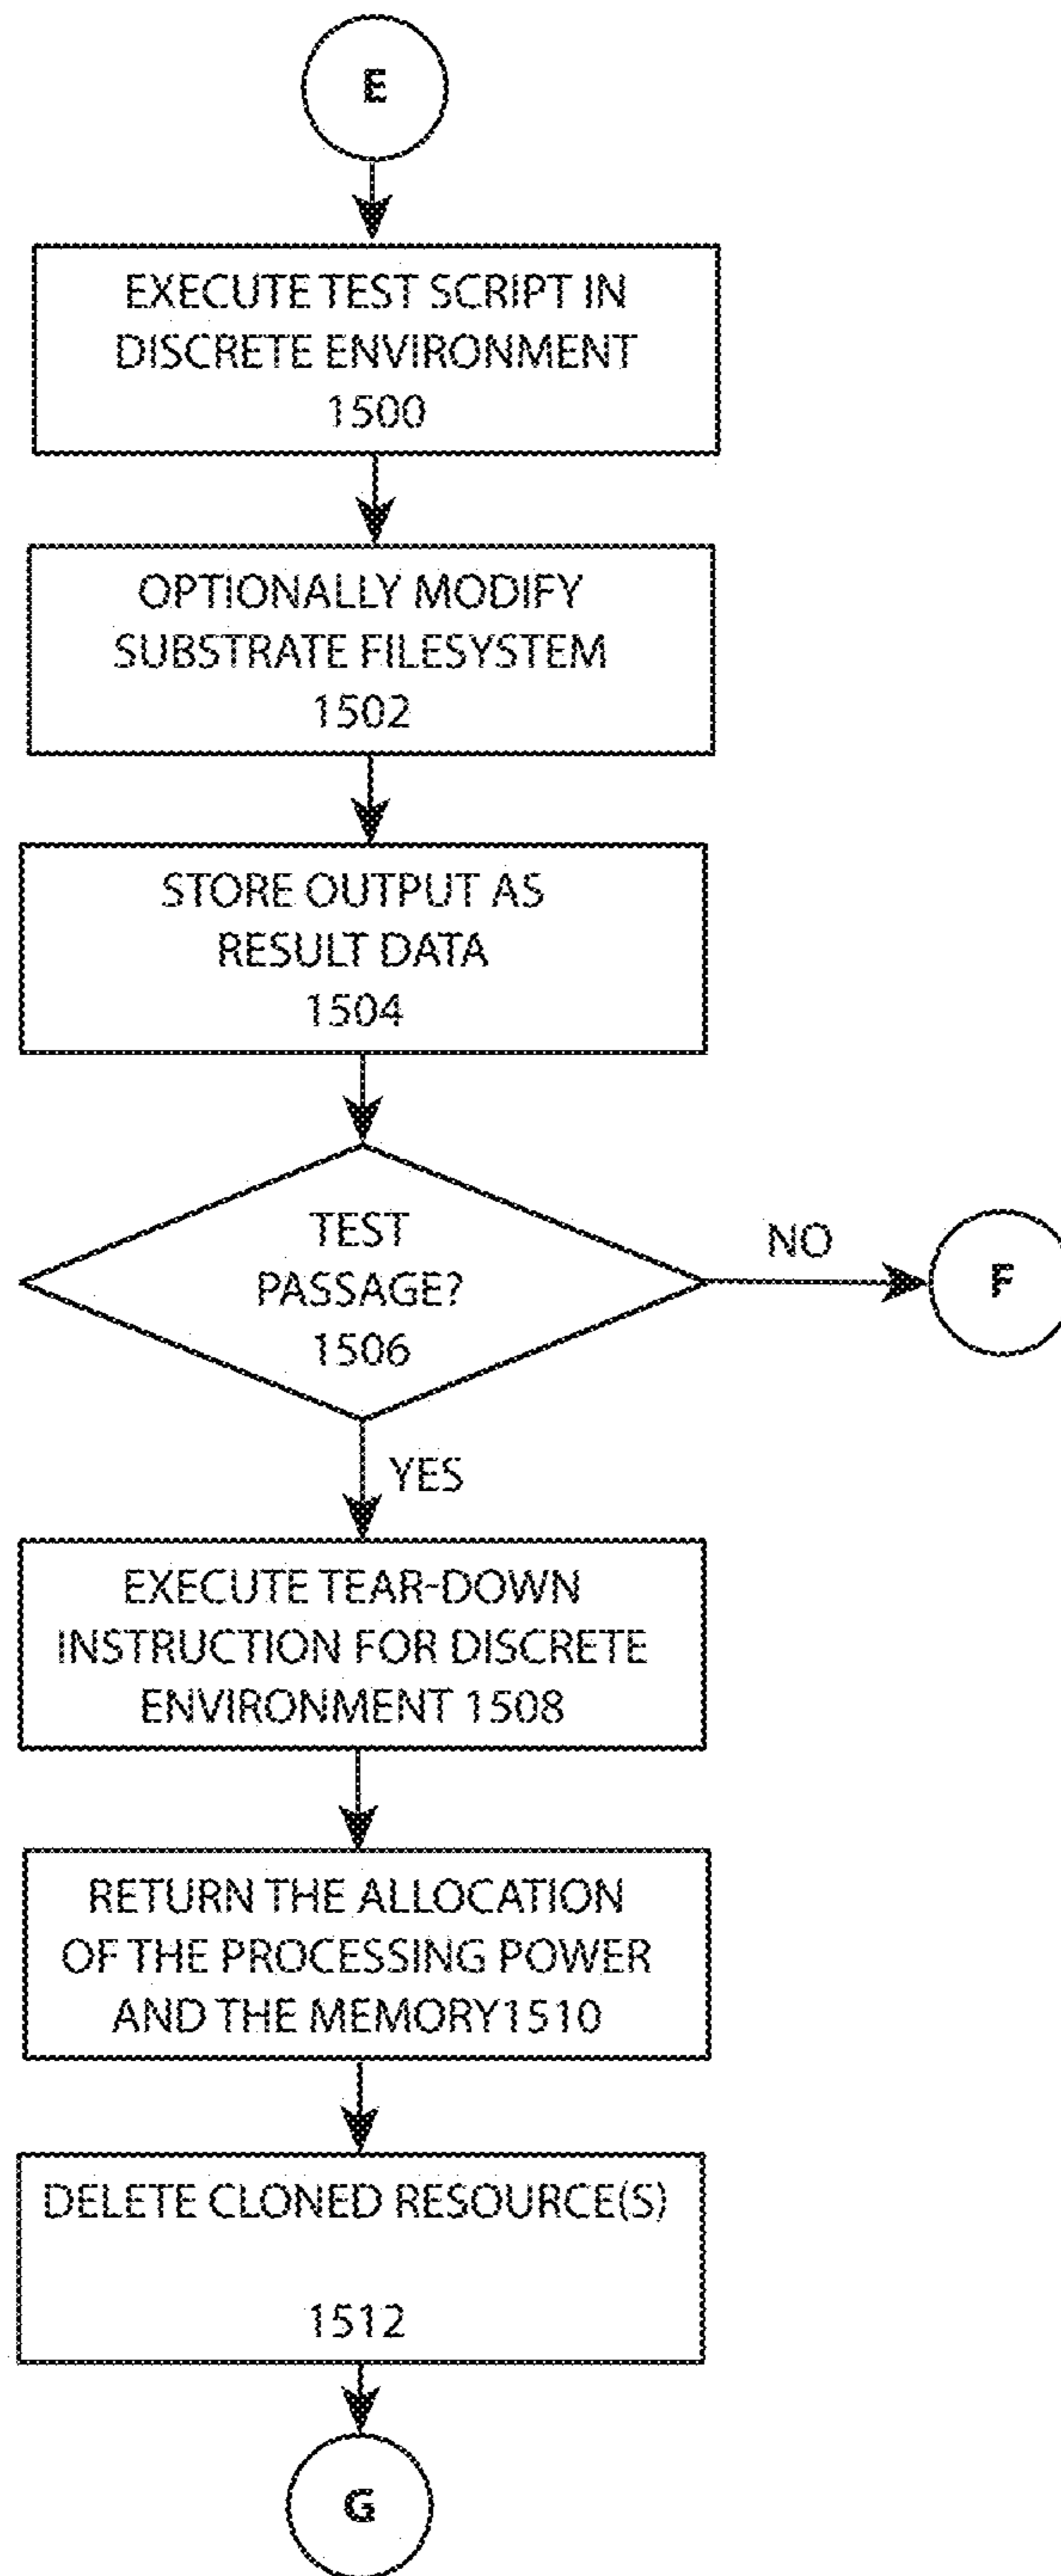 E
EXECUTE TEST SCRIPT IN
DISCRETE ENVIRONMENT
1500
OPTIONALLY MODIFY
SUBSTRATE FILESYSTEM
1502
STORE OUTPUT AS
RESULT DATA
1504
TEST
PASSAGE?
1506
NO
F
YES
EXECUTE TEAR-DOWN
INSTRUCTION FOR DISCRETE
ENVIRONMENT 1508
RETURN THE ALLOCATION
OF THE PROCESSING POWER
AND THE MEMORY1510
DELETE CLONED RESOURCE(S)
1512
G